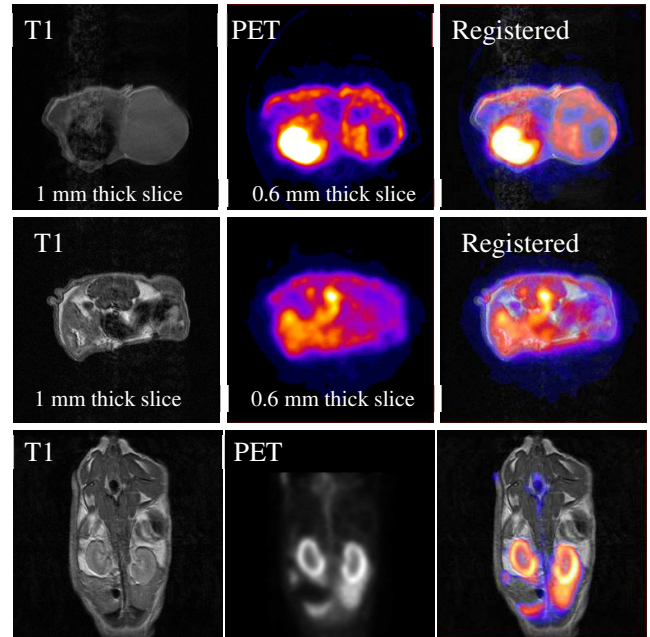 T1 PET Registered
1 mm thick slice 0.6 mm thick slice
T1 Registered
1 mm thick slice 0.6 mm thick slice
T1 PET